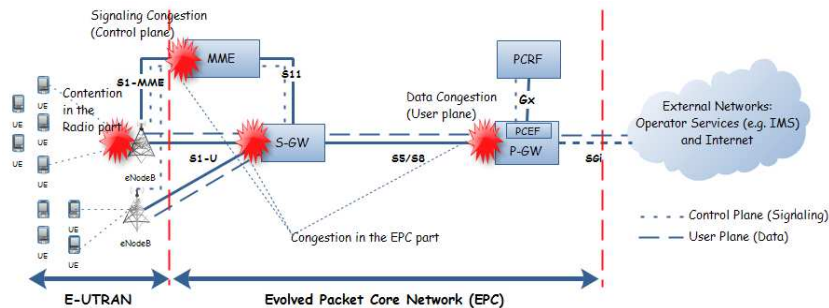 Signaling Congestion
(Control plane)
MME
PCRF
S1-MME
S11
Contention
in the
Radio part
Data Congestion
(User plane)
Gx
External Networks:
Operator Services (e.g. IMS)
and Internet
UE
UE
UE
UE
UE
PCEF
S-GW
P-GW
S1-U
S5/S8
SGi
eNodeB
eNodeB
UE
UE
UE
UE
UE
Congestion in the EPC part
Control Plane (Signaling)
User Plane (Data)
E-UTRAN
Evolved Packet Core Network (EPC)